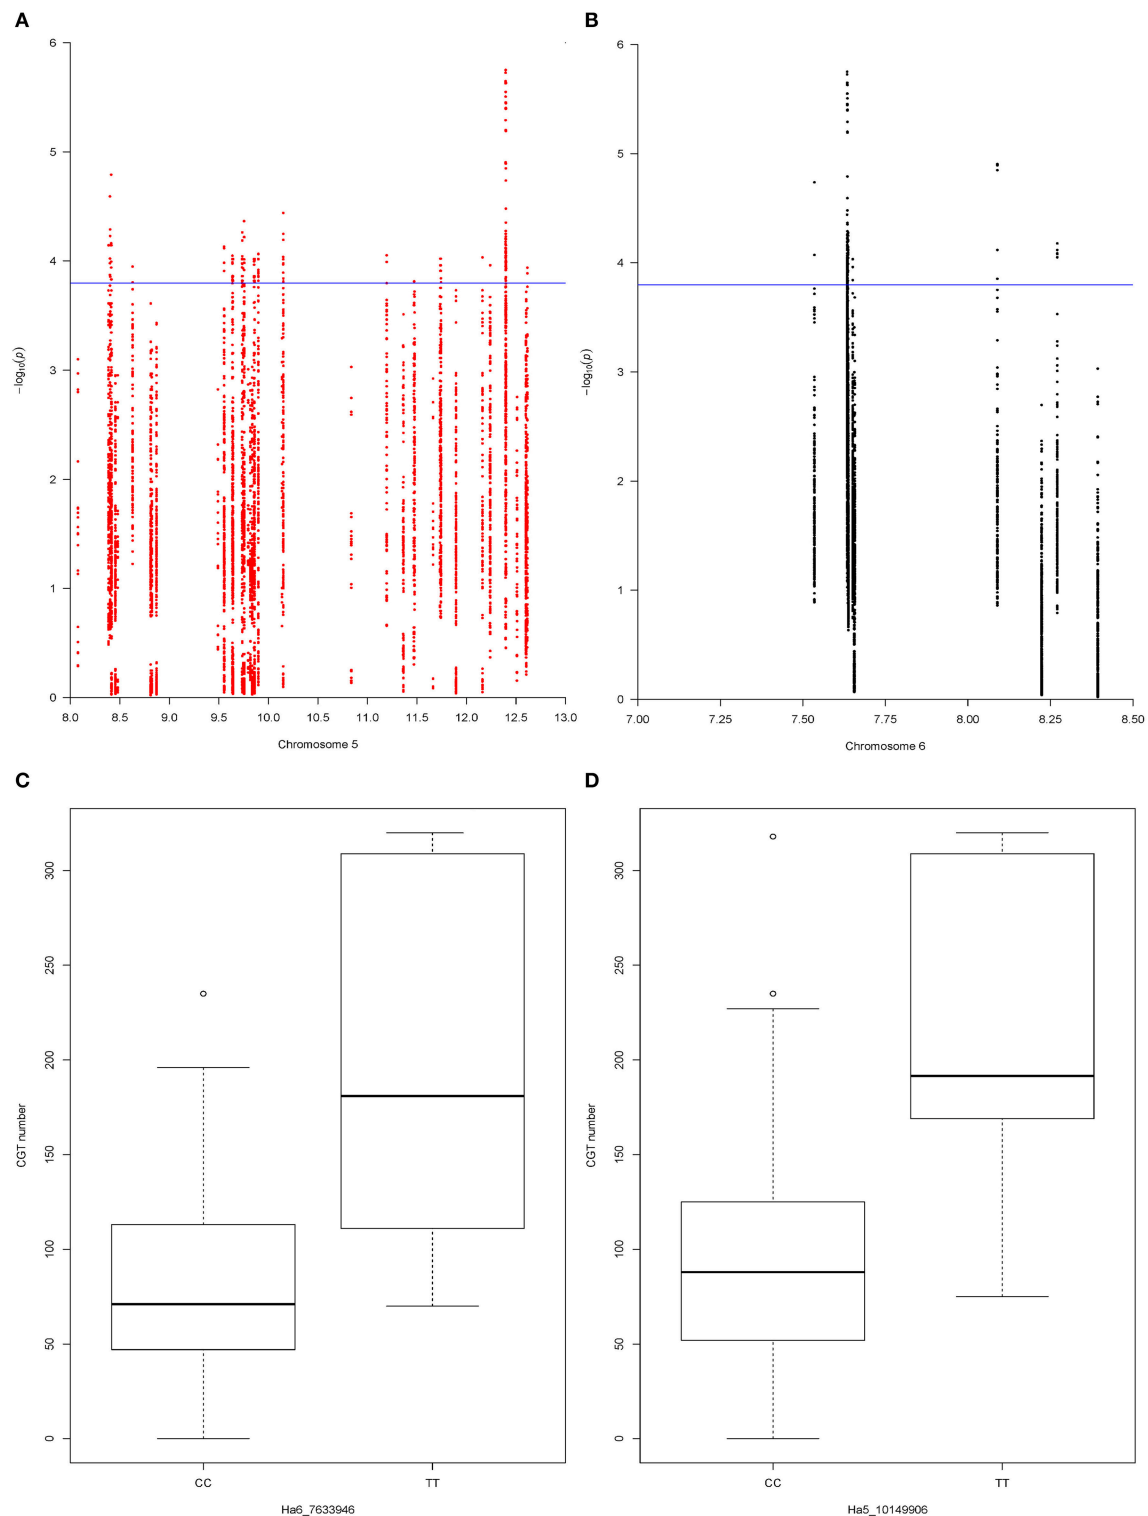 A
6
5
4
3
2
1
0
−log₁₀(p)
8.0 8.5 9.0 9.5 10.0 10.5 11.0 11.5 12.0 12.5 13.0
Chromosome 5
B
6
5
4
3
2
1
0
−log₁₀(p)
7.00 7.25 7.50 7.75 8.00 8.25 8.50
Chromosome 6
C
300
250
200
150
100
50
0
CGT number
CC TT
Ha6_7633946
D
300
250
200
150
100
50
0
CGT number
CC TT
Ha5_10149906